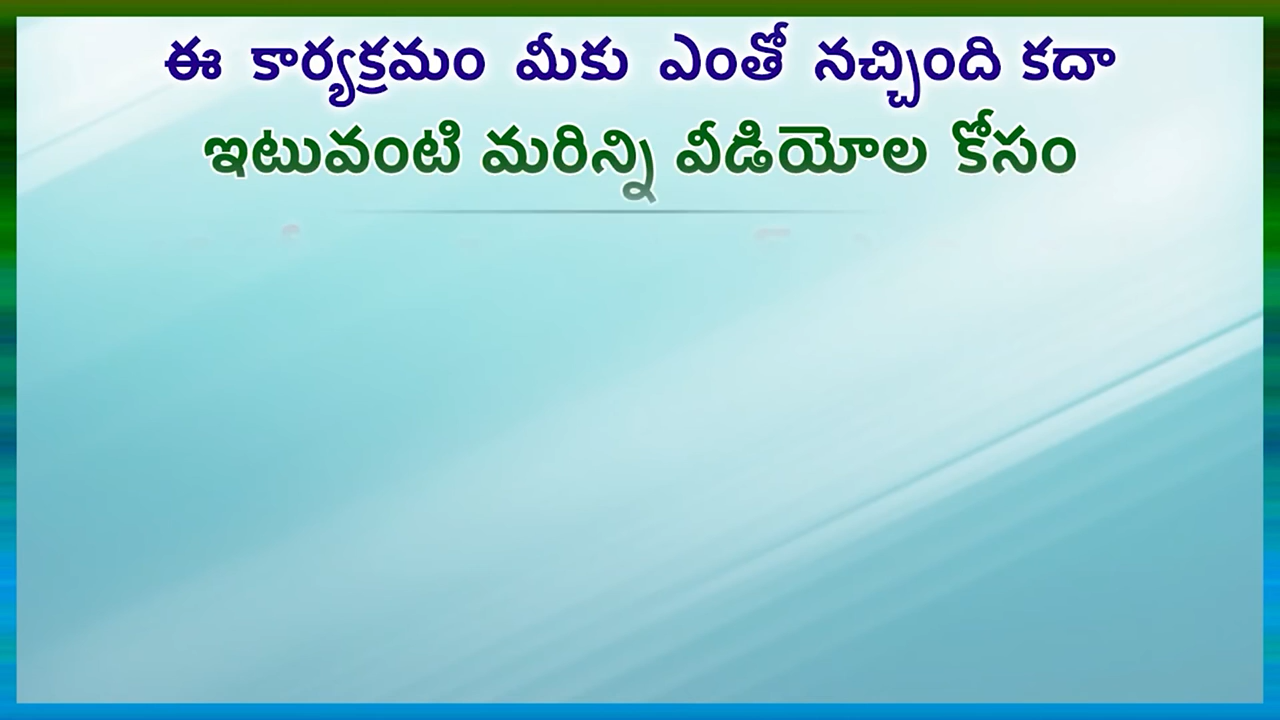 ఈ కార్యక్రమం మీకు ఎంతో నచ్చింది కదా
ఇటువంటి మరిన్ని వీడియోల కోసం